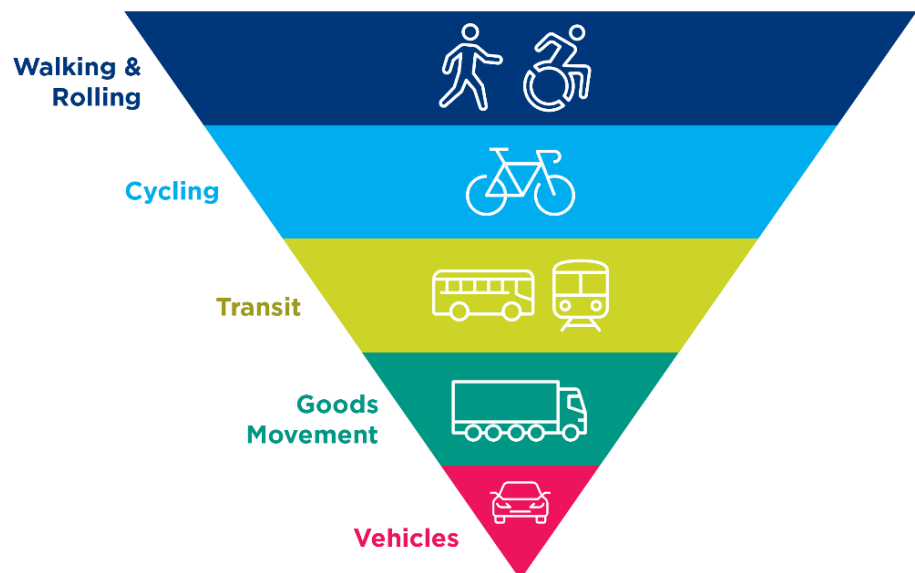 Walking &
Rolling
Cycling
Transit
Goods
Movement
Vehicles